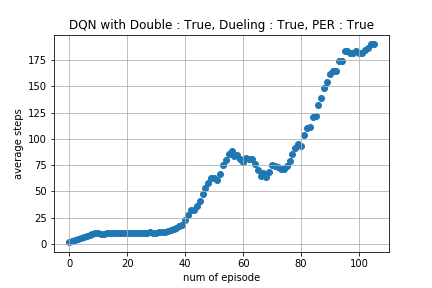 DQN with Double : True, Dueling : True, PER : True
175
150
125
100
75
50
25
0
average steps
0 20 40 60 80 100
num of episode